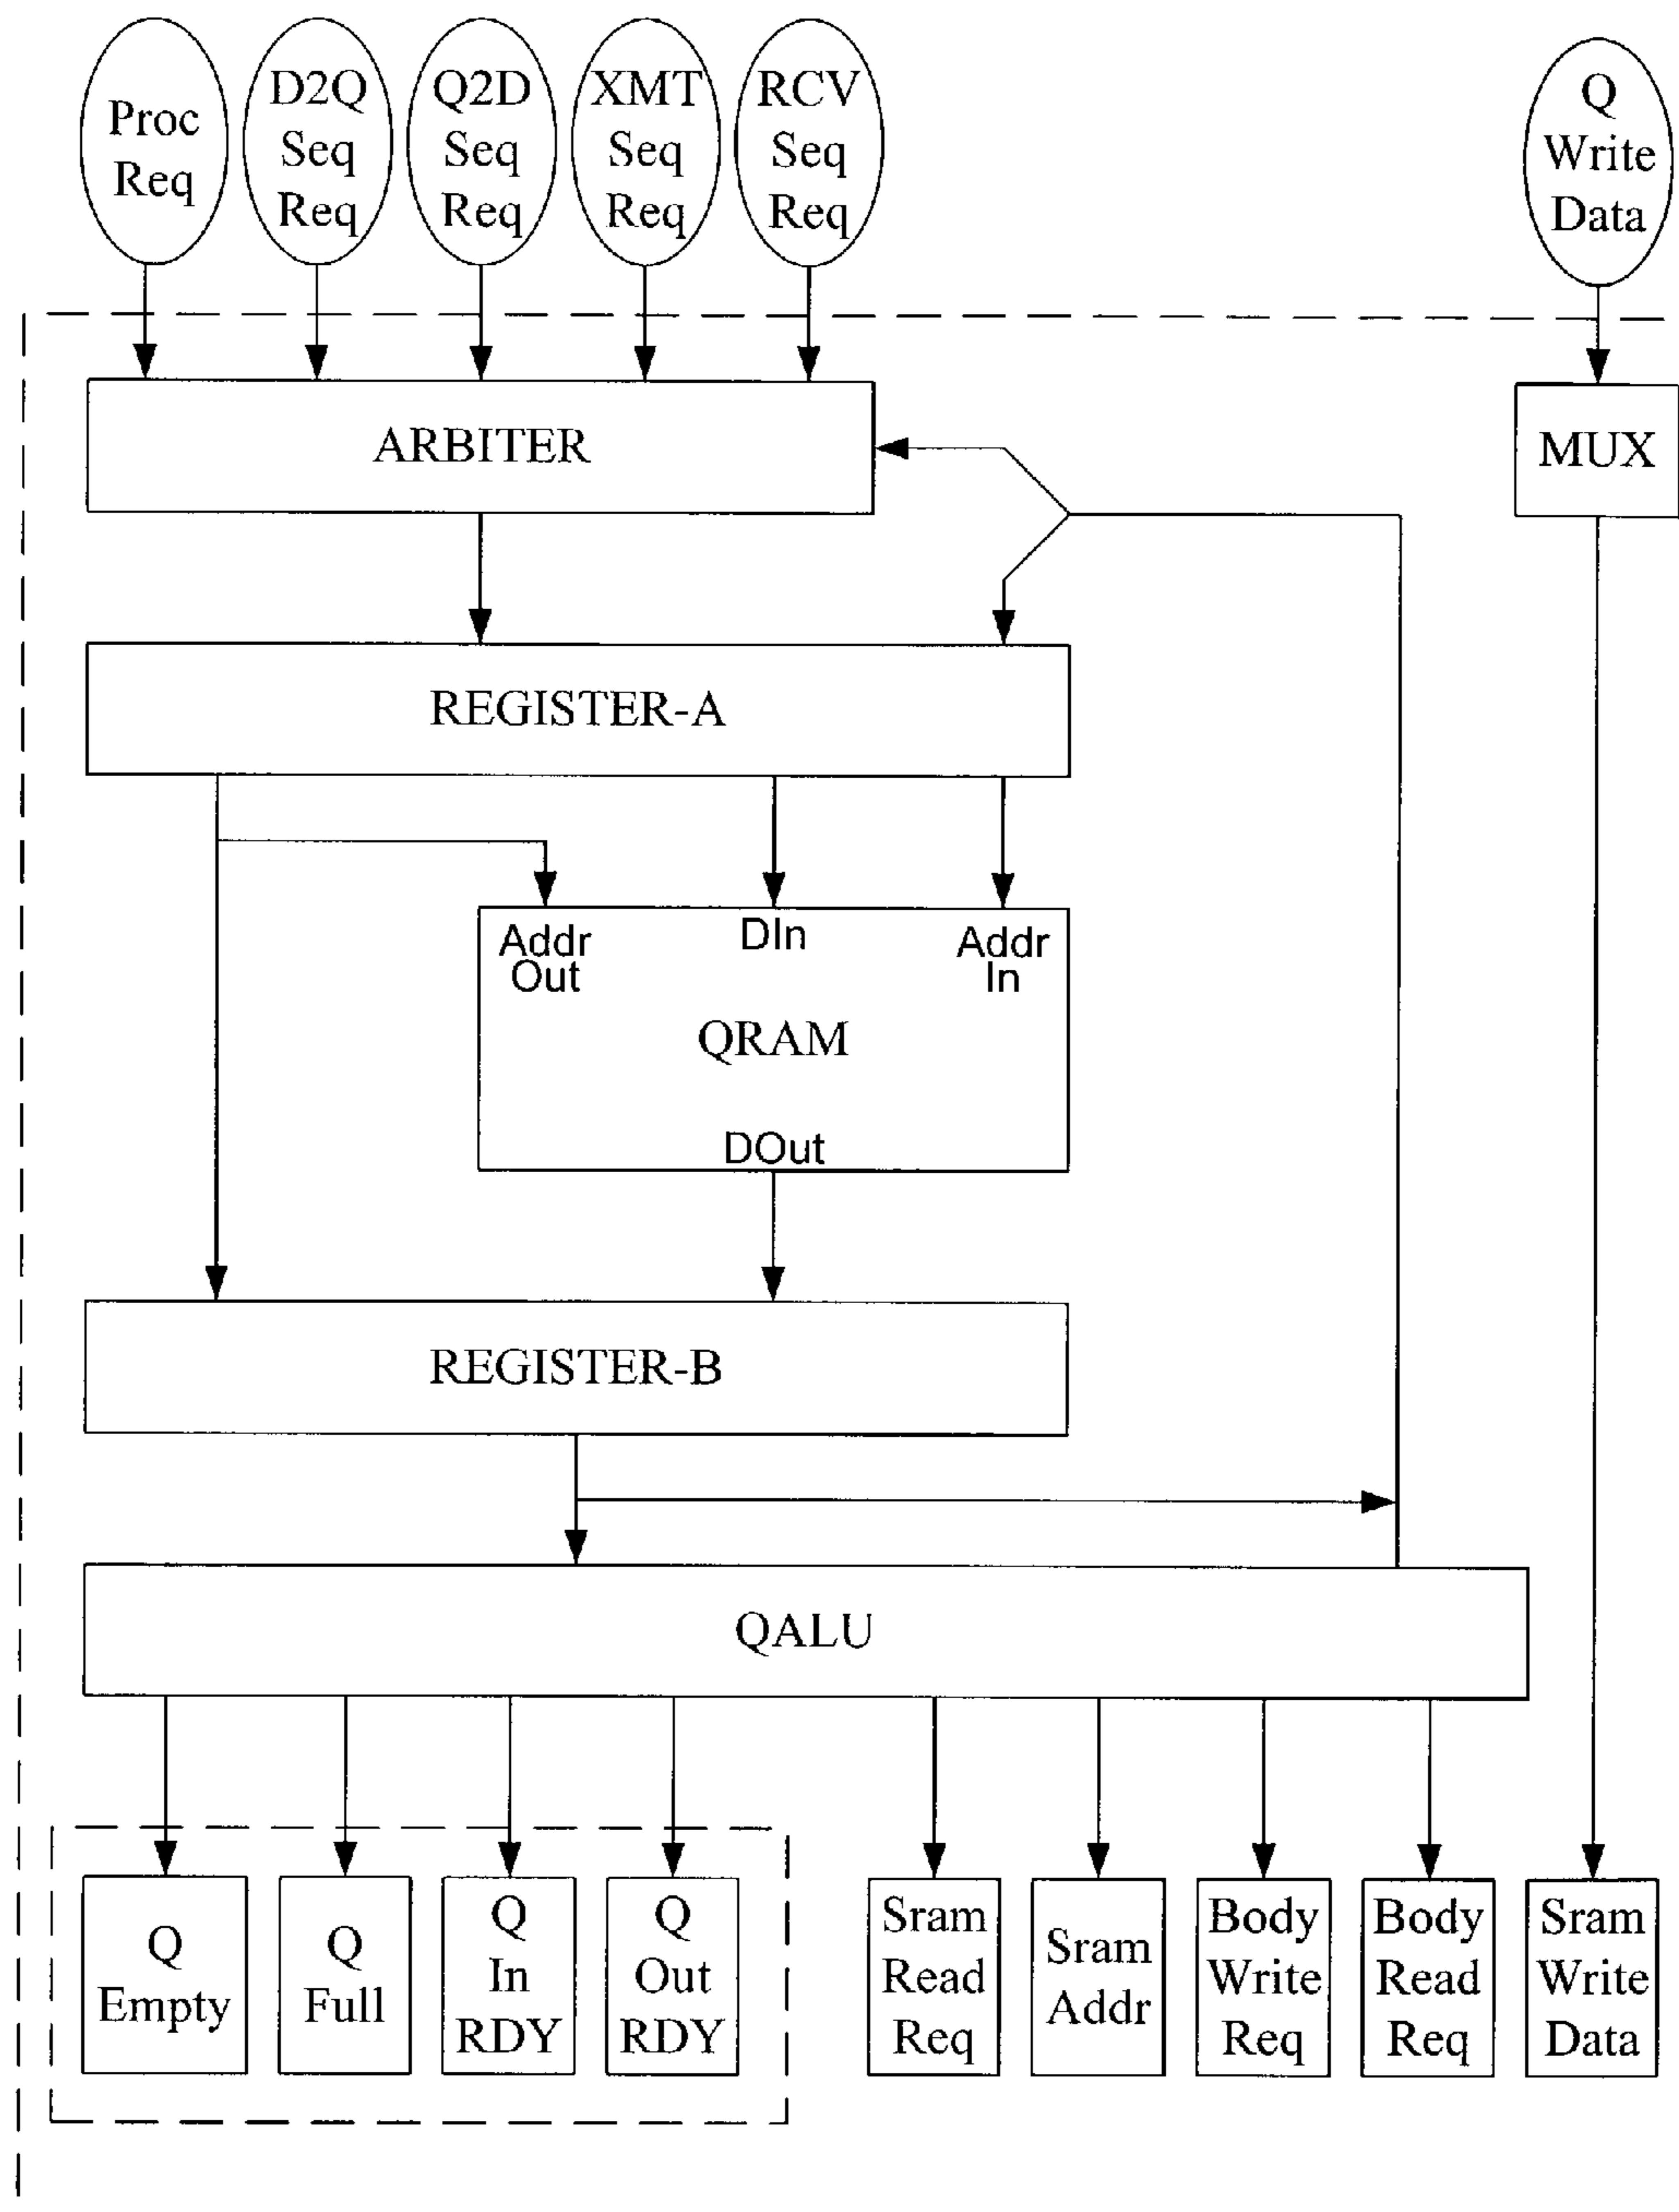 Proc
Req
D2Q
Seq
Req
Q2D
Seq
Req
XMT
Seq
Req
RCV
Seq
Req
Q
Write
Data
ARBITER
MUX
REGISTER-A
Addr
Out
DIn
Addr
In
QRAM
DOut
REGISTER-B
QALU
Q
Empty
Q
Full
Q
In
RDY
Q
Out
RDY
Sram
Read
Req
Sram
Addr
Body
Write
Req
Body
Read
Req
Sram
Write
Data